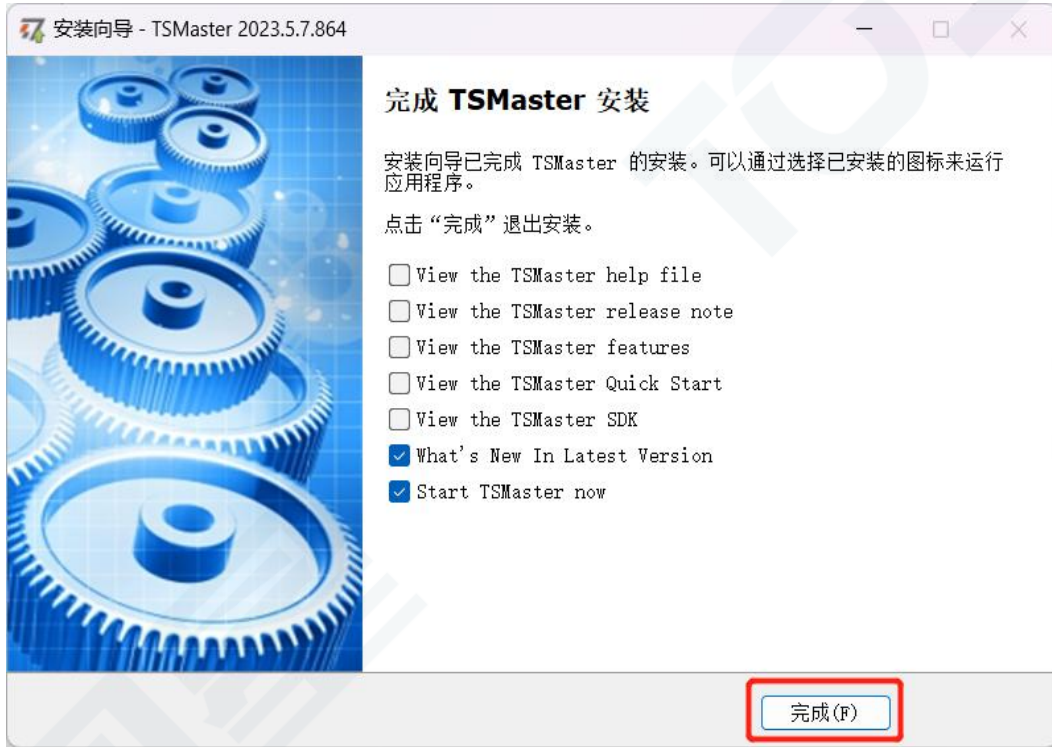 安装向导 - TSMaster 2023.5.7.864
完成 TSMaster 安装
安装向导已完成 TSMaster 的安装。可以通过选择已安装的图标来运行
应用程序。
点击“完成”退出安装。
View the TSMaster help file
View the TSMaster release note
View the TSMaster features
View the TSMaster Quick Start
View the TSMaster SDK
What's New In Latest Version
Start TSMaster now
完成(F)